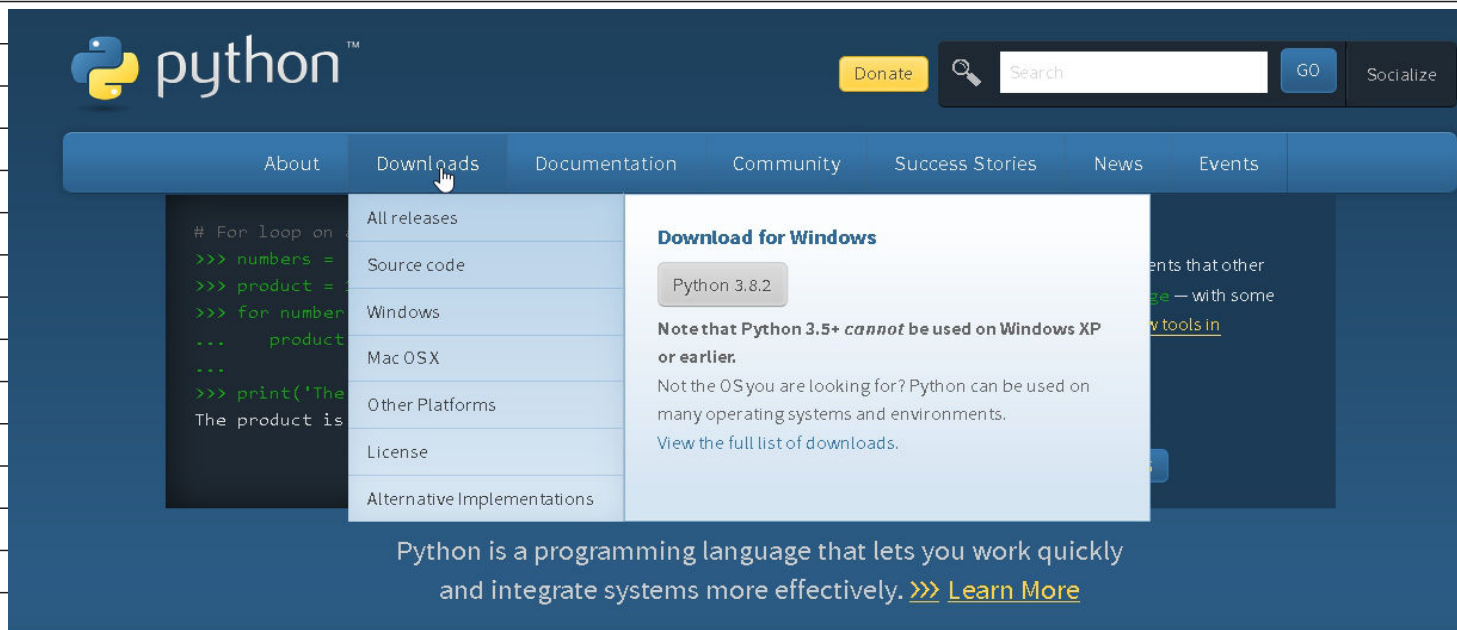 python™
Donate
Search
GO
Socialize
About
Downloads
Documentation
Community
Success Stories
News
Events
# For loop on
>>> numbers =
>>> product =
>>> for number
... product
...
>>> print('The
The product is
All releases
Source code
Windows
Mac OS X
Other Platforms
License
Alternative Implementations
Download for Windows
Python 3.8.2
Note that Python 3.5+ cannot be used on Windows XP
or earlier.
Not the OS you are looking for? Python can be used on
many operating systems and environments.
View the full list of downloads.
that other
— with some
tools in
Python is a programming language that lets you work quickly
and integrate systems more effectively. >>> Learn More